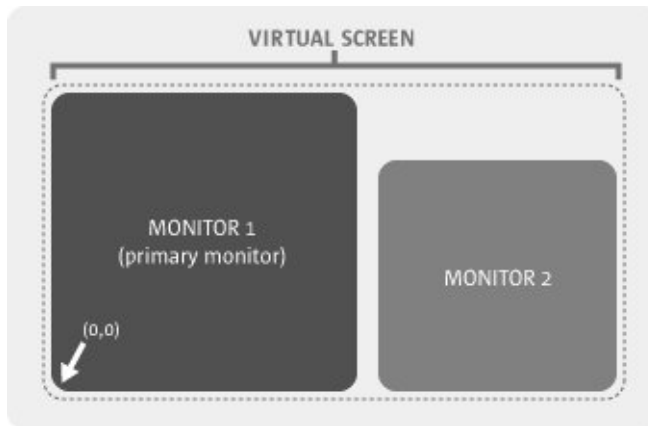 VIRTUAL SCREEN
MONITOR 1
(primary monitor)
(0,0)
MONITOR 2